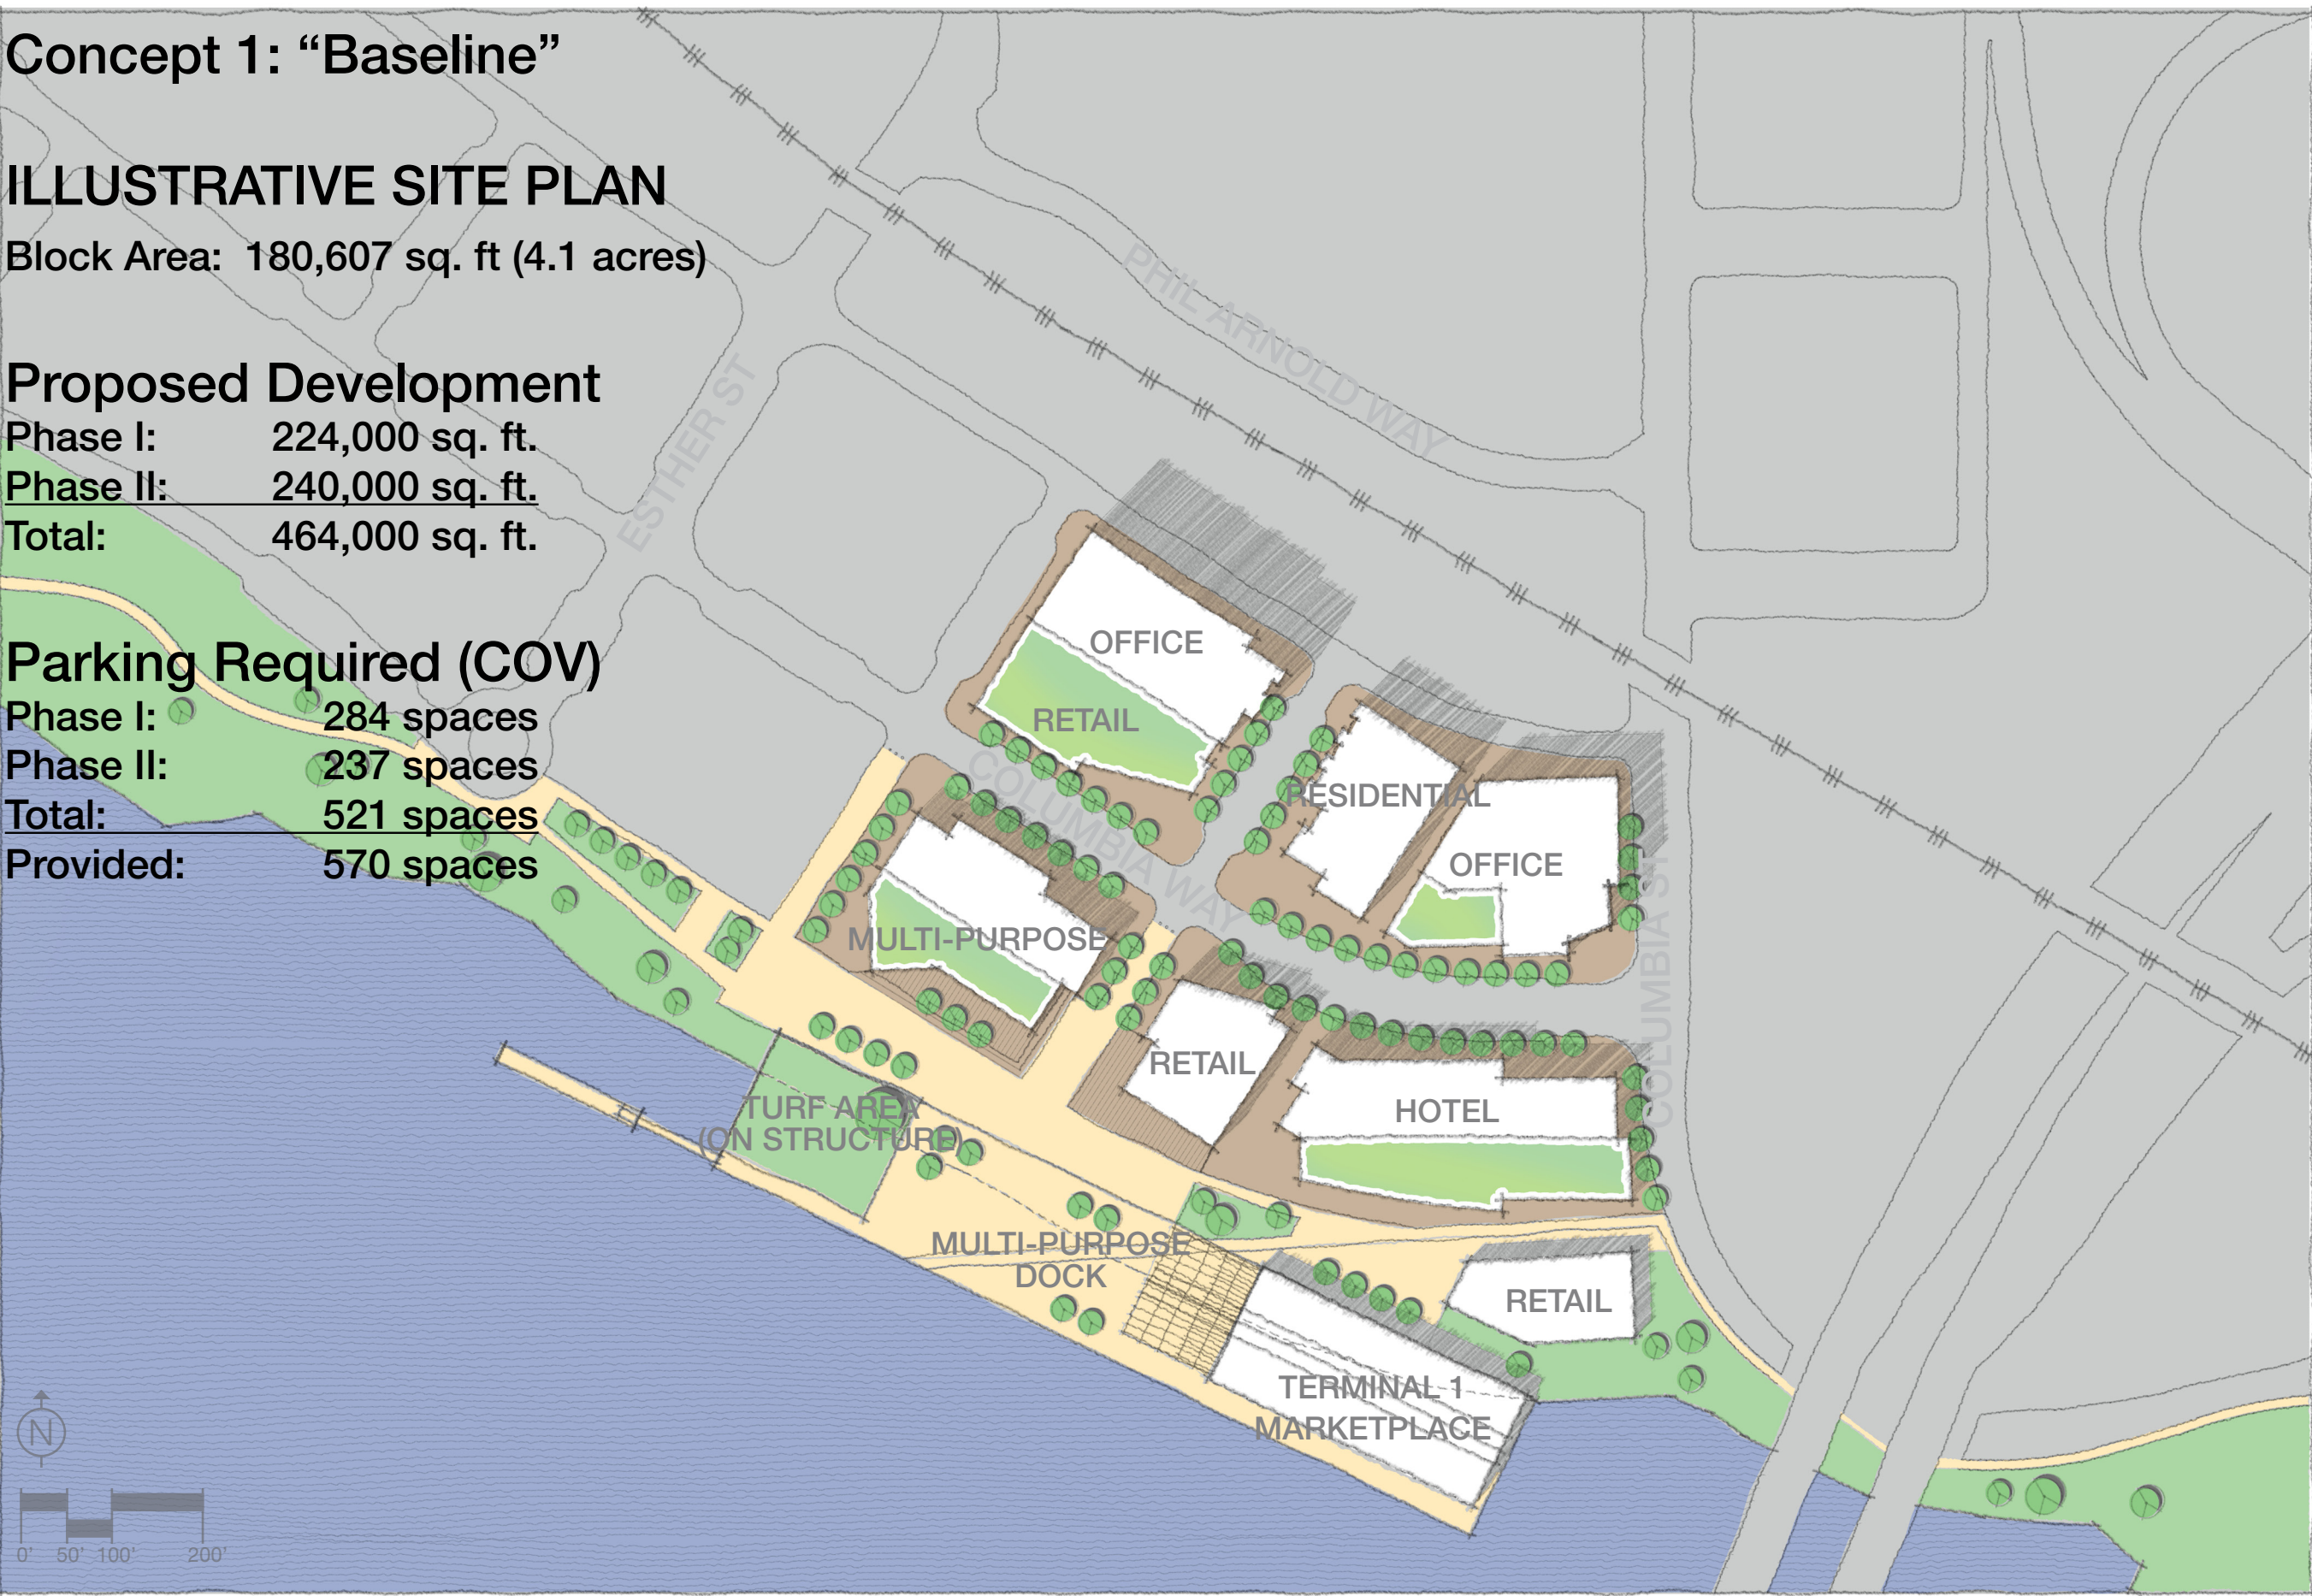 Concept 1: “Baseline”
ILLUSTRATIVE SITE PLAN
Block Area: 180,607 sq. ft (4.1 acres)
Proposed Development
Phase I: 224,000 sq. ft.
Phase II: 240,000 sq. ft.
Total: 464,000 sq. ft.
Parking Required (COV)
Phase I: 284 spaces
Phase II: 237 spaces
Total: 521 spaces
Provided: 570 spaces
PHIL ARNOLD WAY
ESTHER ST
OFFICE
RETAIL
COLUMBIA WAY
RESIDENTIAL
OFFICE
COLUMBIA ST
MULTI-PURPOSE
RETAIL
HOTEL
COLUMBIA ST
TURF AREA
(ON STRUCTURE)
MULTI-PURPOSE
DOCK
RETAIL
TERMINAL 1
MARKETPLACE
N
0' 50' 100' 200'